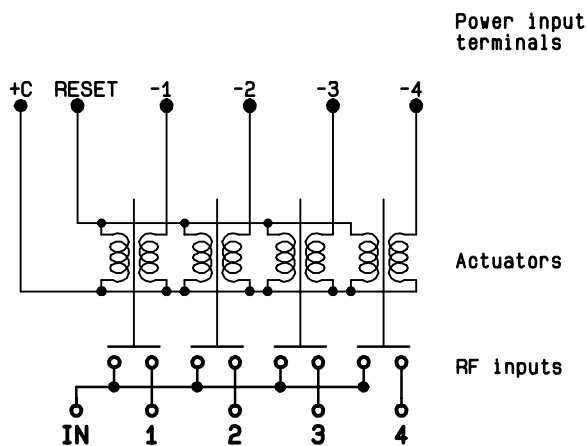 Power input
terminals
+C RESET -1 -2 -3 -4
Actuators
RF inputs
IN 1 2 3 4